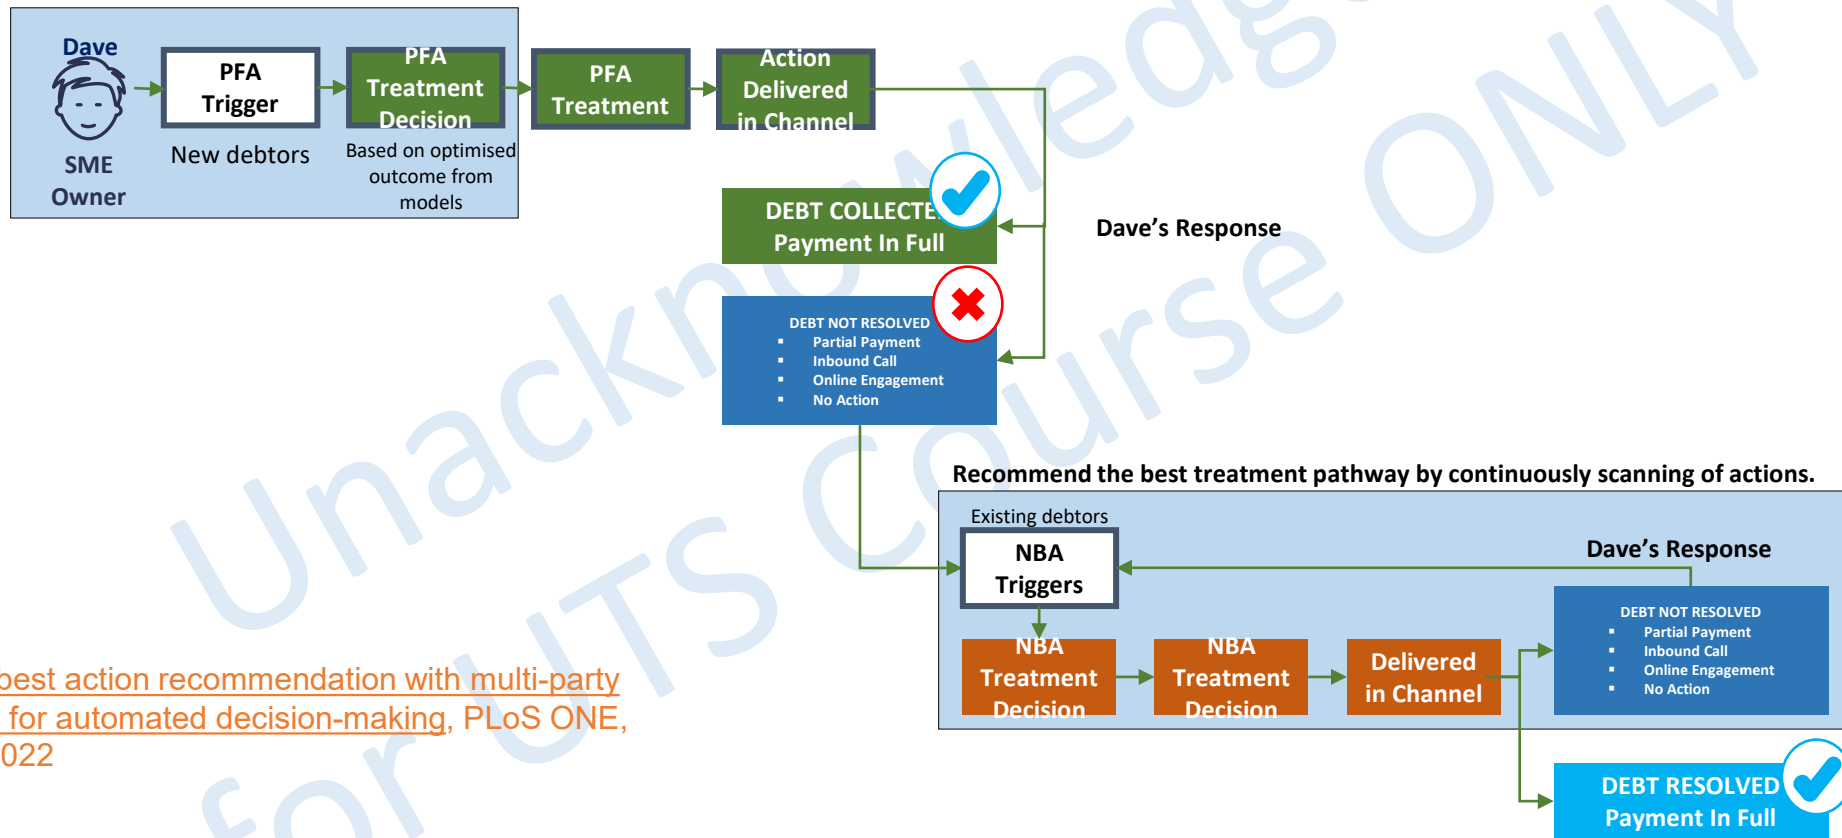 Dave
SME
Owner
PFA
Trigger
New debtors
PFA
Treatment
Decision
Based on optimised
outcome from
models
PFA
Treatment
Action
Delivered
in Channel
DEBT COLLECTE
Payment In Full
Dave's Response
DEBT NOT RESOLVED
▪ Partial Payment
▪ Inbound Call
▪ Online Engagement
▪ No Action
Recommend the best treatment pathway by continuously scanning of actions.
Existing debtors
NBA
Triggers
Dave's Response
NBA
Treatment
Decision
NBA
Treatment
Decision
Delivered
in Channel
DEBT NOT RESOLVED
▪ Partial Payment
▪ Inbound Call
▪ Online Engagement
▪ No Action
DEBT RESOLVED
Payment In Full
best action recommendation with multi-party
for automated decision-making, PLoS ONE,
022
Unacknowledge
for UTS Course ONLY